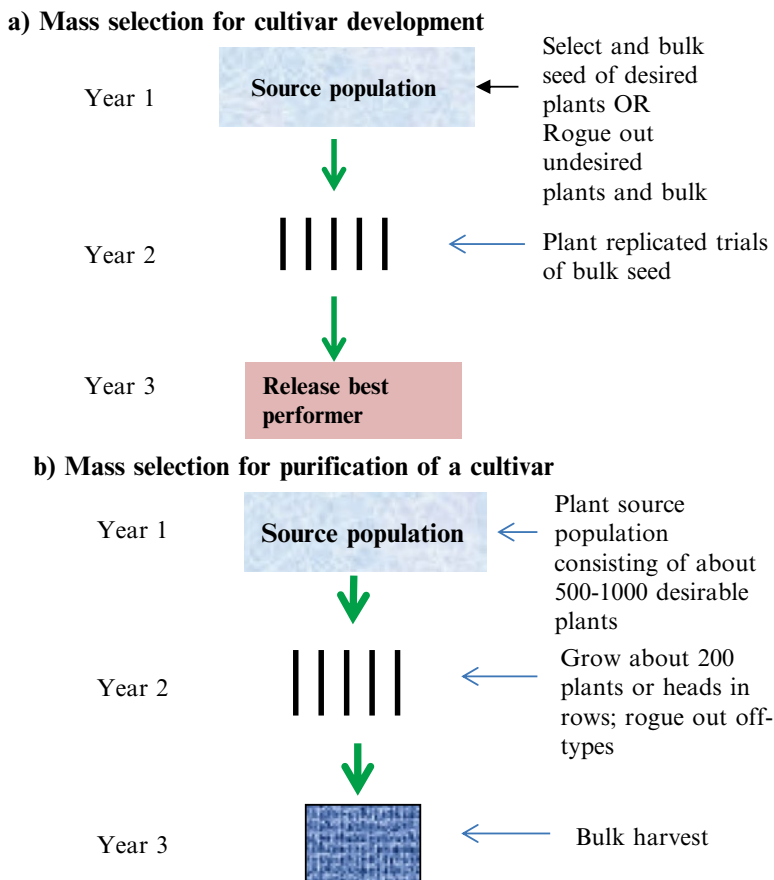 a) Mass selection for cultivar development
Year 1
Source population
Select and bulk
seed of desired
plants OR
Rogue out
undesired
plants and bulk
Year 2
Plant replicated trials
of bulk seed
Year 3
Release best
performer
b) Mass selection for purification of a cultivar
Year 1
Source population
Plant source
population
consisting of about
500-1000 desirable
plants
Year 2
Grow about 200
plants or heads in
rows; rogue out off-
types
Year 3
Bulk harvest